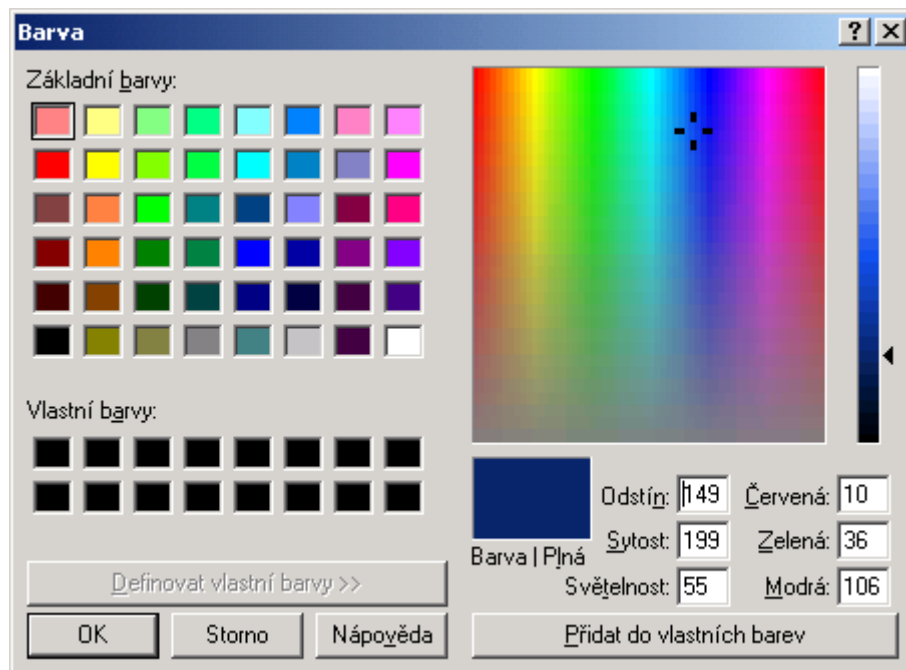 Barva
Základní barvy:
Vlastní barvy:
Definovat vlastní barvy >>
OK
Storno
Nápověda
Barva | Plná
Odstín: 149
Sytost: 199
Světelnost: 55
Červená: 10
Zelená: 36
Modrá: 106
Přidat do vlastních barev